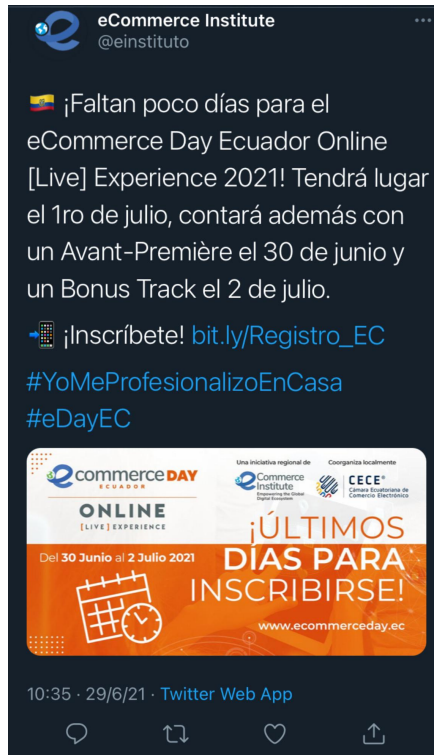 eCommerce Institute
@einstituto
¡Faltan poco días para el
eCommerce Day Ecuador Online
[Live] Experience 2021! Tendrá lugar
el 1ro de julio, contará además con
un Avant-Première el 30 de junio y
un Bonus Track el 2 de julio.
¡Inscríbete! bit.ly/Registro_EC
#YoMeProfesionalizoEnCasa
#eDayEC
ecommerce DAY
ECUADOR
ONLINE
[LIVE] EXPERIENCE
Una iniciativa regional de
eCommerce
Institute
Empowering the Global
Digital Ecosystem
Coorganiza localmente
CECE®
Cámara Ecuatoriana de
Comercio Electrónico
Del 30 Junio al 2 Julio 2021
¡ÚLTIMOS
DÍAS PARA
INSCRIBIRSE!
www.ecommerceday.ec
10:35 · 29/6/21 · Twitter Web App